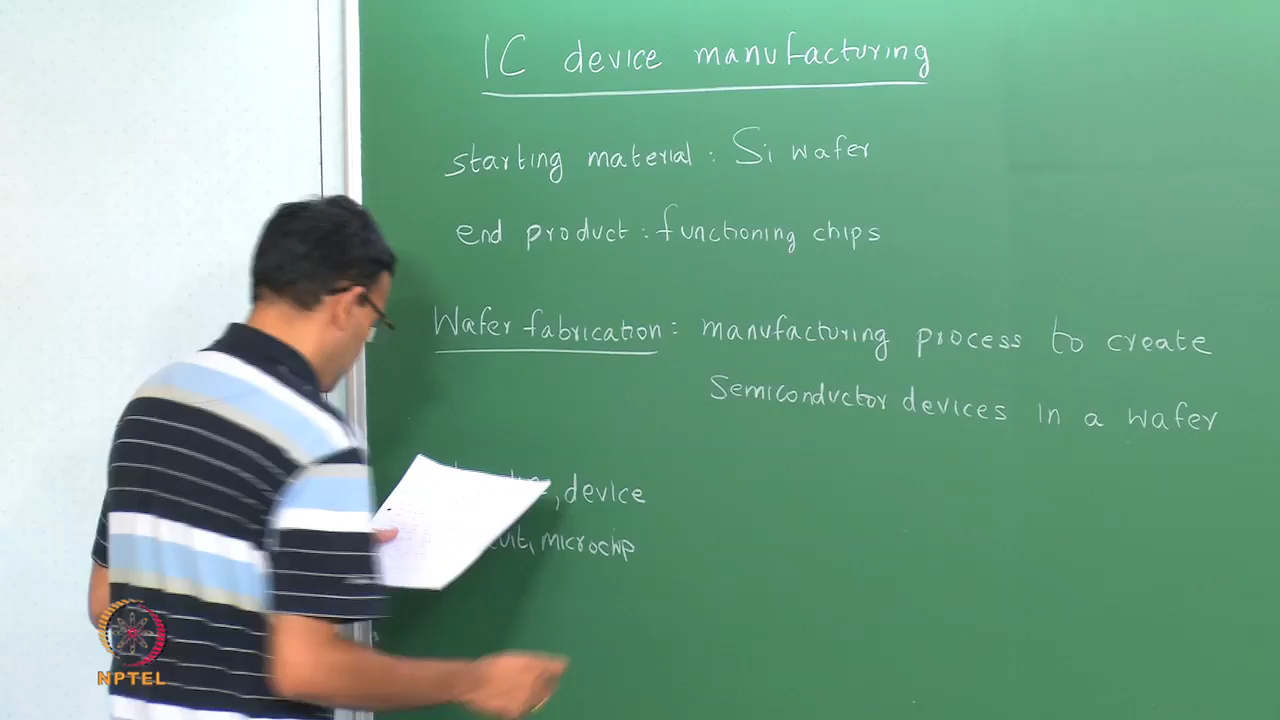 IC device manufacturing
starting material : Si wafer
end product : functioning chips
Wafer fabrication : manufacturing process to create
Semiconductor devices in a wafer
, device
microchip
NPTEL